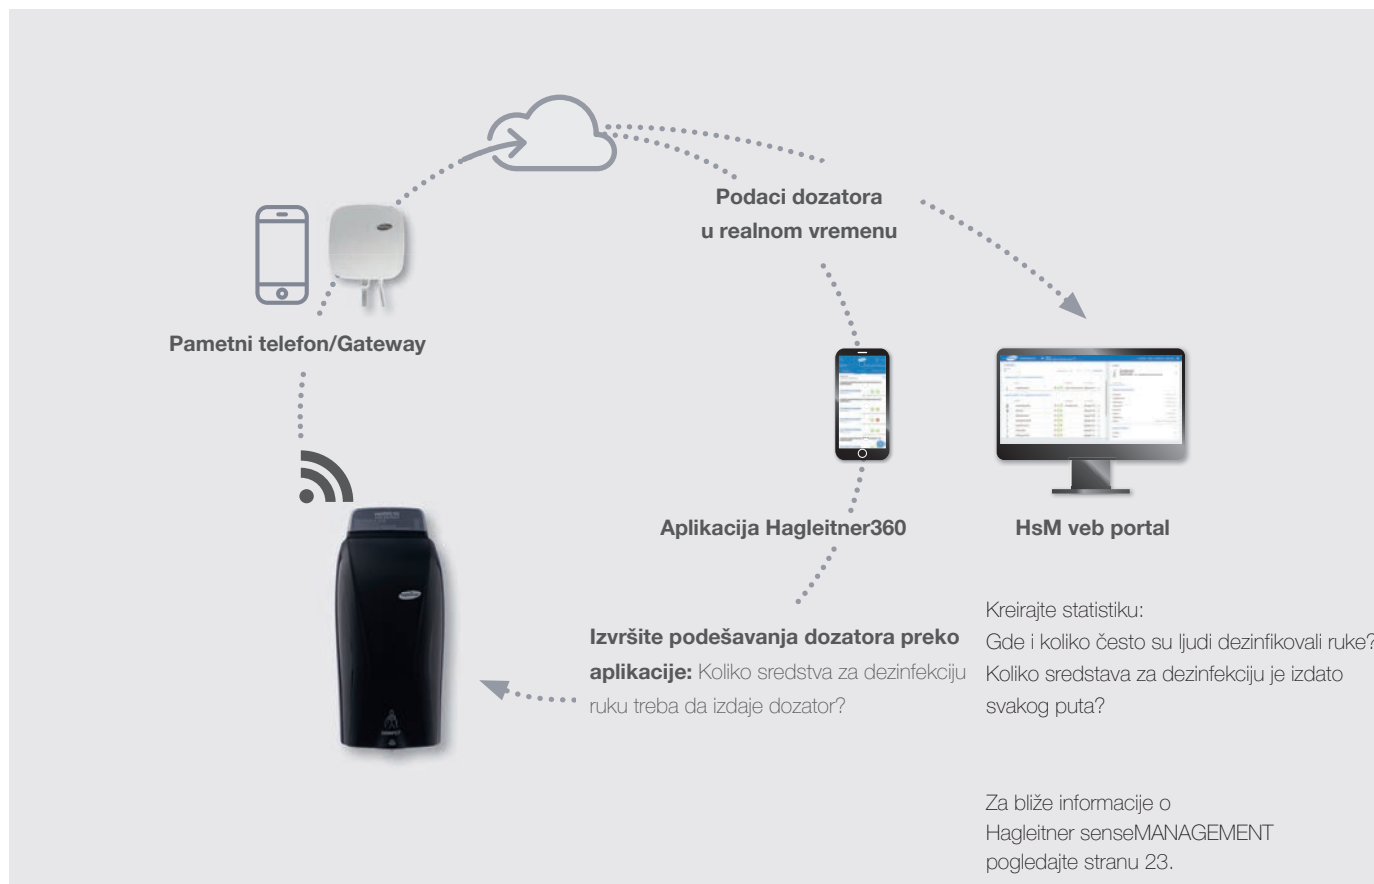 Podaci dozatora
u realnom vremenu
Pametni telefon/Gateway
Aplikacija Hagleitner360
HsM veb portal
Izvršite podešavanja dozatora preko
aplikacije: Koliko sredstva za dezinfekciju
ruku treba da izdaje dozator?
Kreirajte statistiku:
Gde i koliko često su ljudi dezinfikovali ruke?
Koliko sredstava za dezinfekciju je izdato
svakog puta?
Za bliže informacije o
Hagleitner senseMANAGEMENT
pogledajte stranu 23.